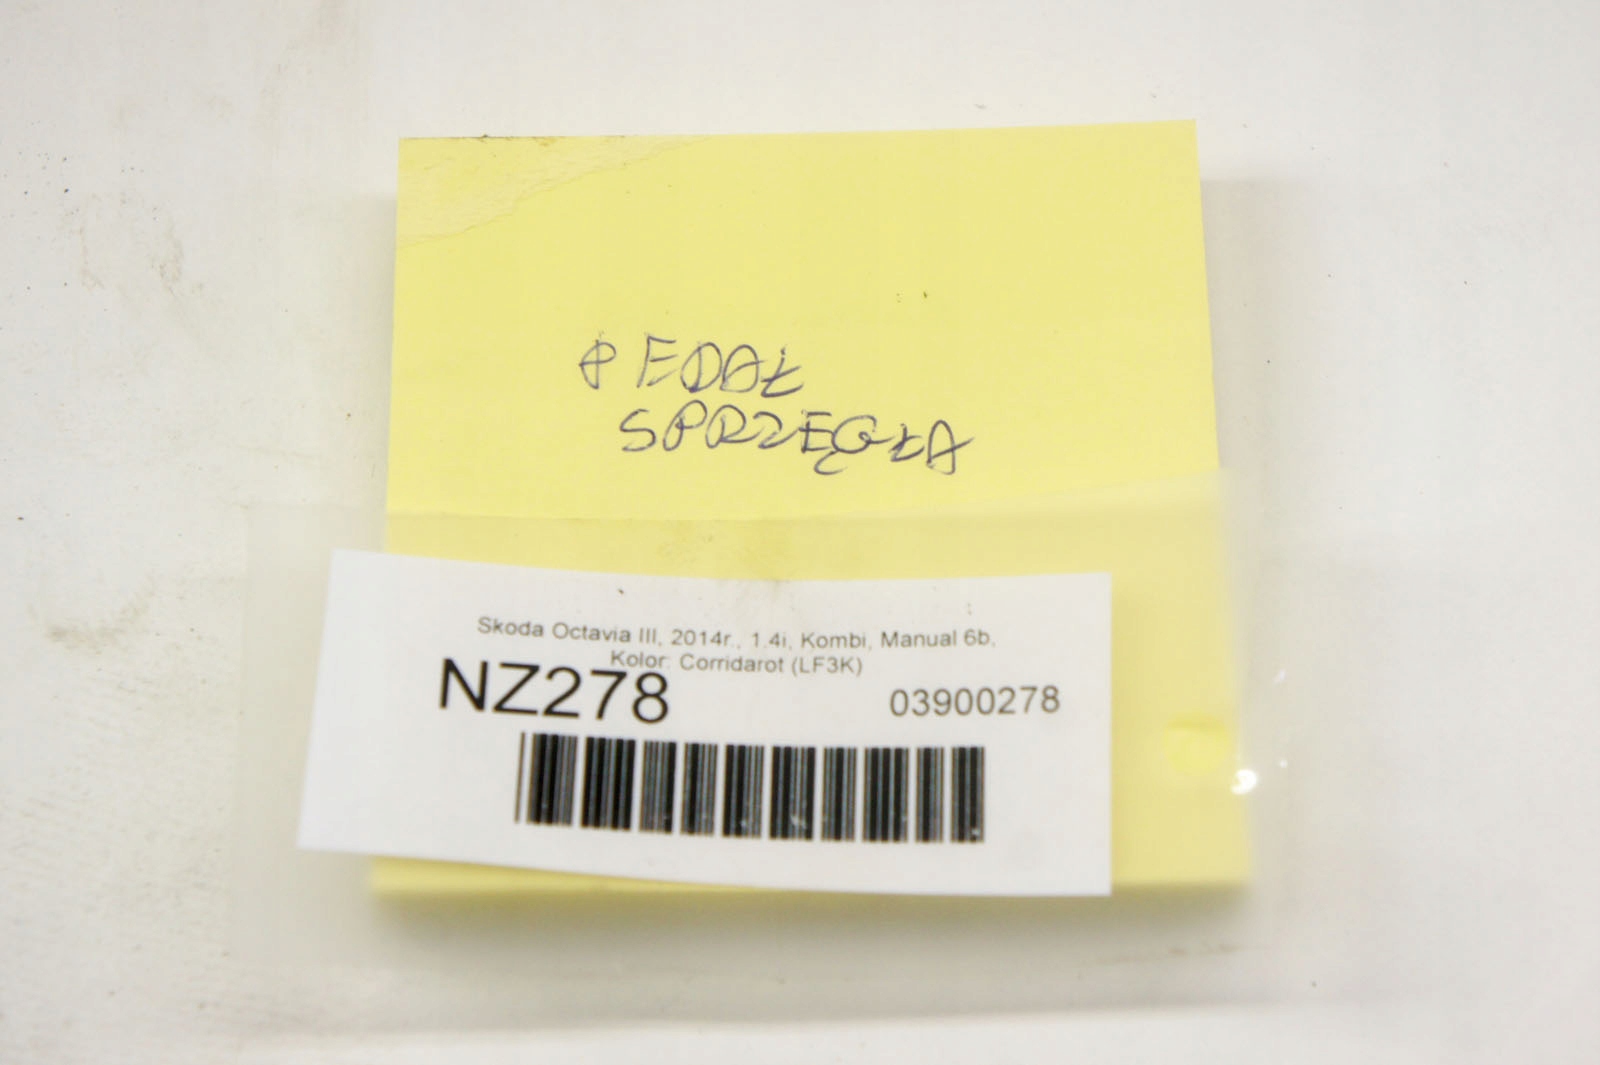 PEDAŁ
SPRZĘGŁA
Skoda Octavia III, 2014r., 1.4i, Kombi, Manual 6b,
Kolor: Corridarot (LF3K)
NZ278
03900278